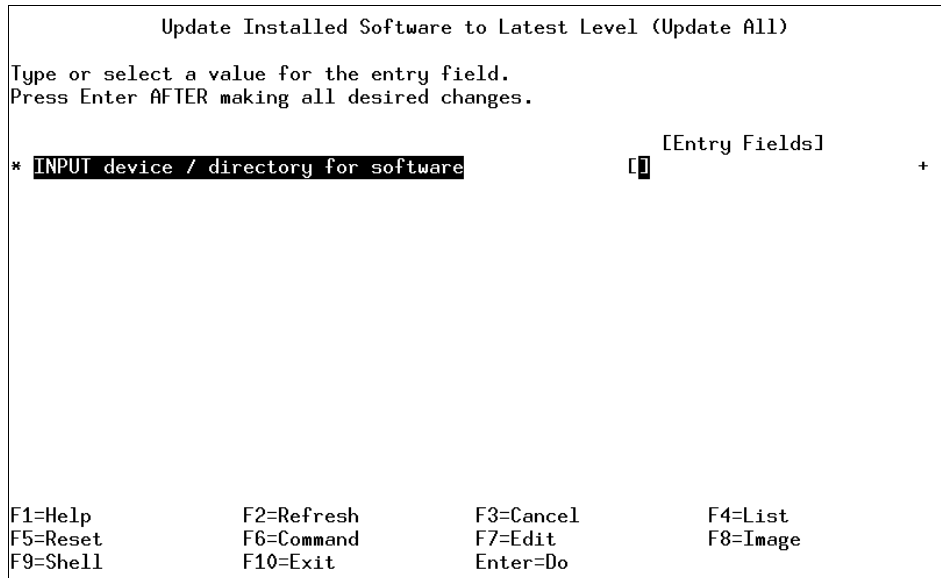 Update Installed Software to Latest Level (Update All)
Type or select a value for the entry field.
Press Enter AFTER making all desired changes.
[Entry Fields]
* INPUT device / directory for software [] +
F1=Help F2=Refresh F3=Cancel F4=List
F5=Reset F6=Command F7=Edit F8=Image
F9=Shell F10=Exit Enter=Do